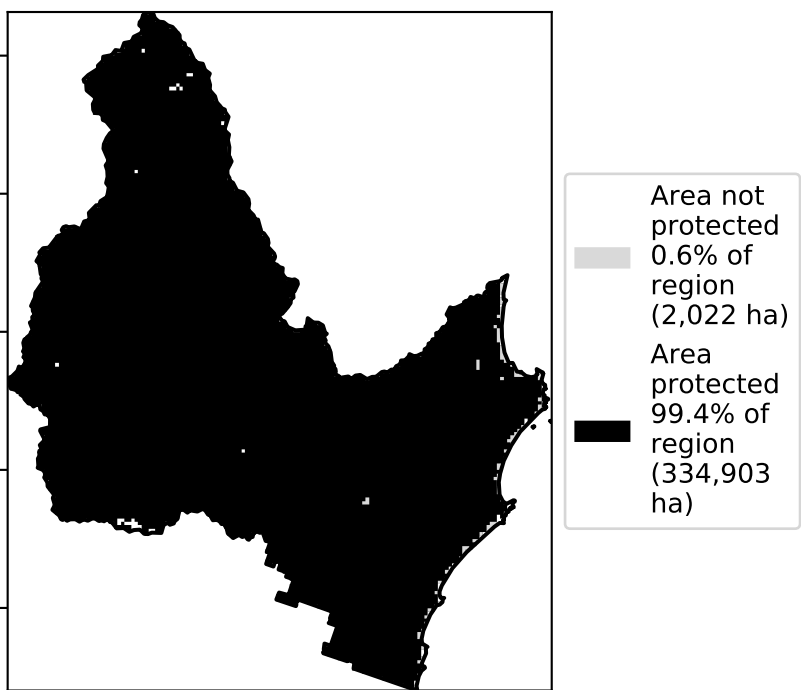 Area not
protected
0.6% of
region
(2,022 ha)
Area
protected
99.4% of
region
(334,903
ha)